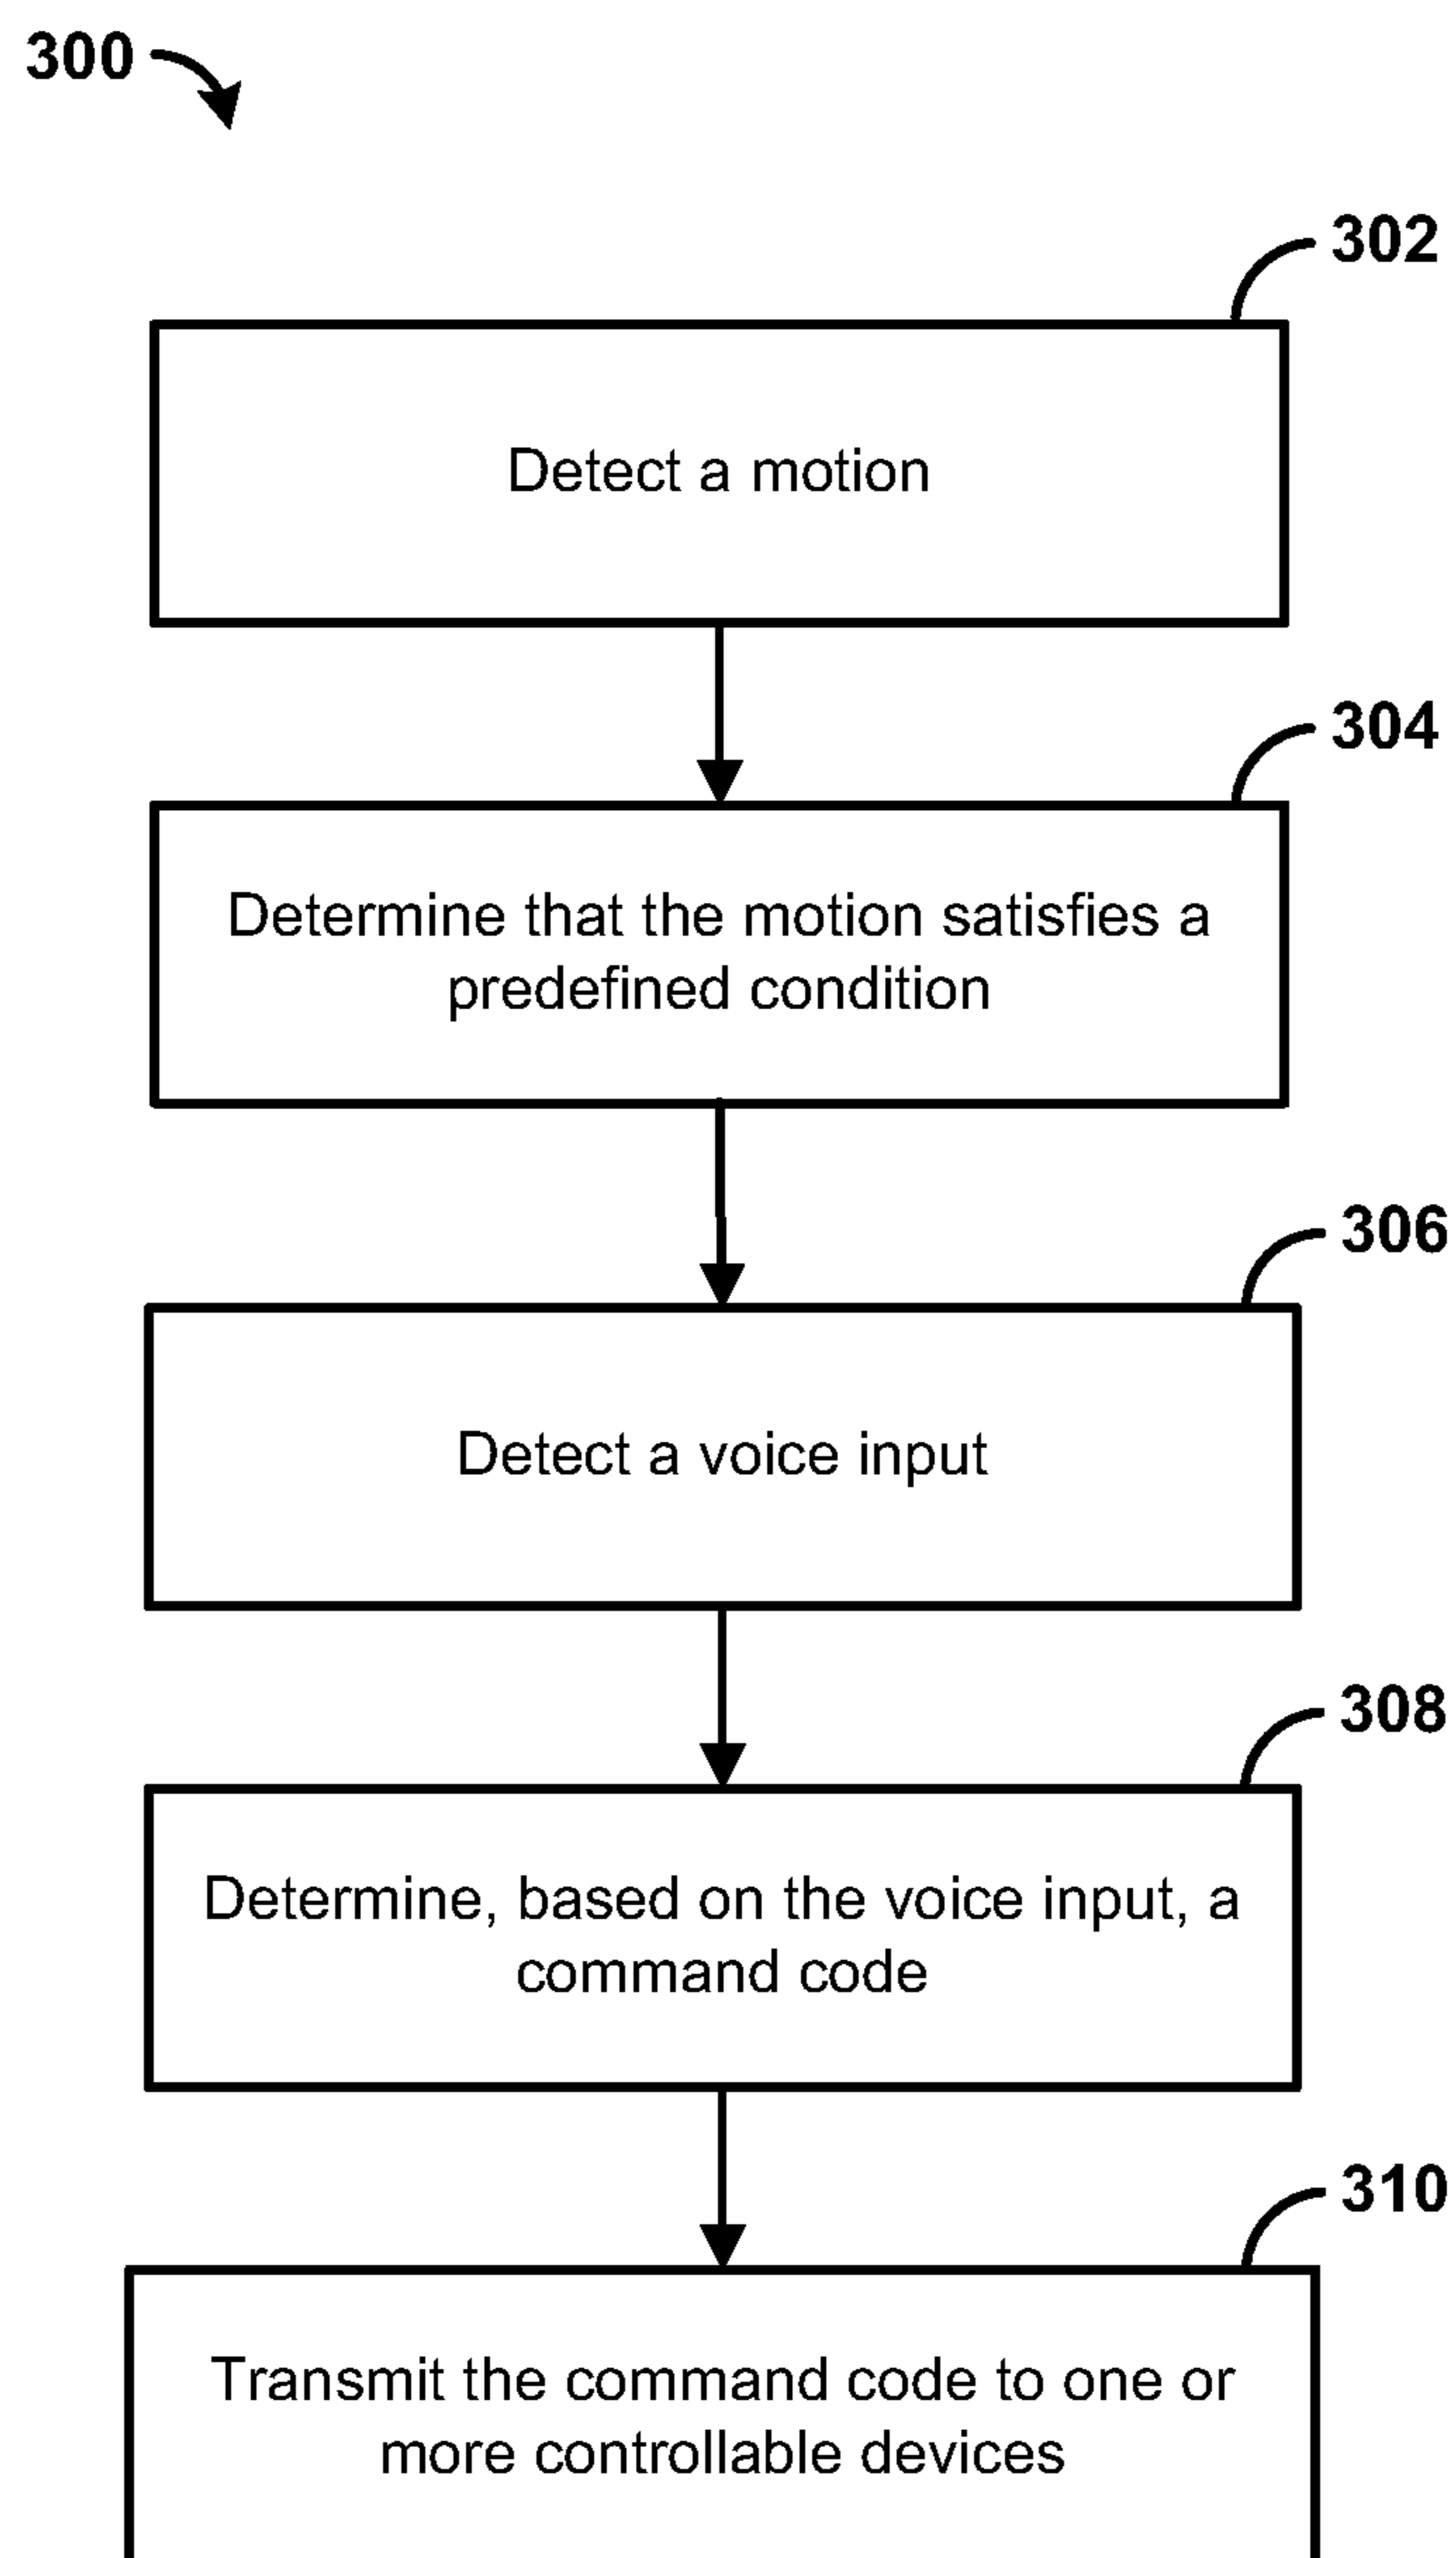 300
302
Detect a motion
304
Determine that the motion satisfies a
predefined condition
306
Detect a voice input
308
Determine, based on the voice input, a
command code
310
Transmit the command code to one or
more controllable devices